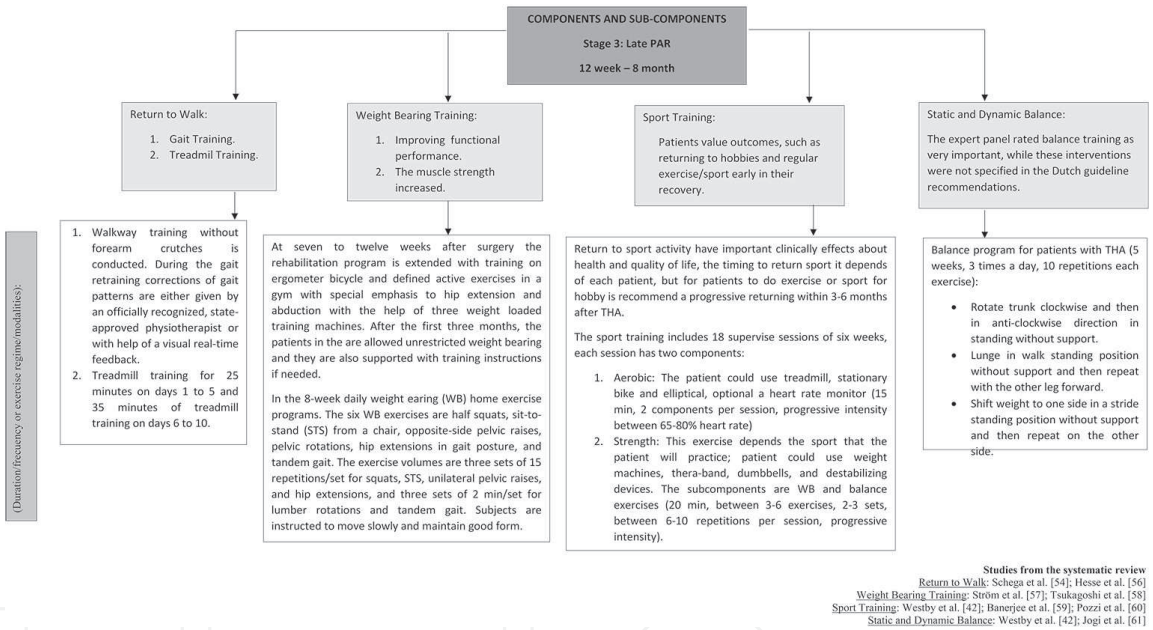 COMPONENTS AND SUB-COMPONENTS
Stage 3: Late PAR
12 week – 8 month
Return to Walk:
1. Gait Training.
2. Treadmil Training.
Weight Bearing Training:
1. Improving functional
performance.
2. The muscle strength
increased.
Sport Training:
Patients value outcomes, such as
returning to hobbies and regular
exercise/sport early in their
recovery.
Static and Dynamic Balance:
The expert panel rated balance training as
very important, while these interventions
were not specified in the Dutch guideline
recommendations.
(Duration/frecuency or exercise regime/modalities):
1. Walkway training without
forearm crutches is
conducted. During the gait
retraining corrections of gait
patterns are either given by
an officially recognized, state-
approved physiotherapist or
with help of a visual real-time
feedback.
2. Treadmill training for 25
minutes on days 1 to 5 and
35 minutes of treadmill
training on days 6 to 10.
At seven to twelve weeks after surgery the
rehabilitation program is extended with training on
ergometer bicycle and defined active exercises in a
gym with special emphasis to hip extension and
abduction with the help of three weight loaded
training machines. After the first three months, the
patients in the are allowed unrestricted weight bearing
and they are also supported with training instructions
if needed.
In the 8-week daily weight earing (WB) home exercise
programs. The six WB exercises are half squats, sit-to-
stand (STS) from a chair, opposite-side pelvic raises,
pelvic rotations, hip extensions in gait posture, and
tandem gait. The exercise volumes are three sets of 15
repetitions/set for squats, STS, unilateral pelvic raises,
and hip extensions, and three sets of 2 min/set for
lumber rotations and tandem gait. Subjects are
instructed to move slowly and maintain good form.
Return to sport activity have important clinically effects about
health and quality of life, the timing to return sport it depends
of each patient, but for patients to do exercise or sport for
hobby is recommend a progressive returning within 3-6 months
after THA.
The sport training includes 18 supervise sessions of six weeks,
each session has two components:
1. Aerobic: The patient could use treadmill, stationary
bike and elliptical, optional a heart rate monitor (15
min, 2 components per session, progressive intensity
between 65-80% heart rate)
2. Strength: This exercise depends the sport that the
patient will practice; patient could use weight
machines, thera-band, dumbbells, and destabilizing
devices. The subcomponents are WB and balance
exercises (20 min, between 3-6 exercises, 2-3 sets,
between 6-10 repetitions per session, progressive
intensity).
Balance program for patients with THA (5
weeks, 3 times a day, 10 repetitions each
exercise):
• Rotate trunk clockwise and then
in anti-clockwise direction in
standing without support.
• Lunge in walk standing position
without support and then repeat
with the other leg forward.
• Shift weight to one side in a stride
standing position without support
and then repeat on the other
side.
Studies from the systematic review
Return to Walk: Schega et al. [54]; Hesse et al. [56]
Weight Bearing Training: Ström et al. [57]; Tsukagoshi et al. [58]
Sport Training: Westby et al. [42]; Banerjee et al. [59]; Pozzi et al. [60]
Static and Dynamic Balance: Westby et al. [42]; Jogi et al. [61]